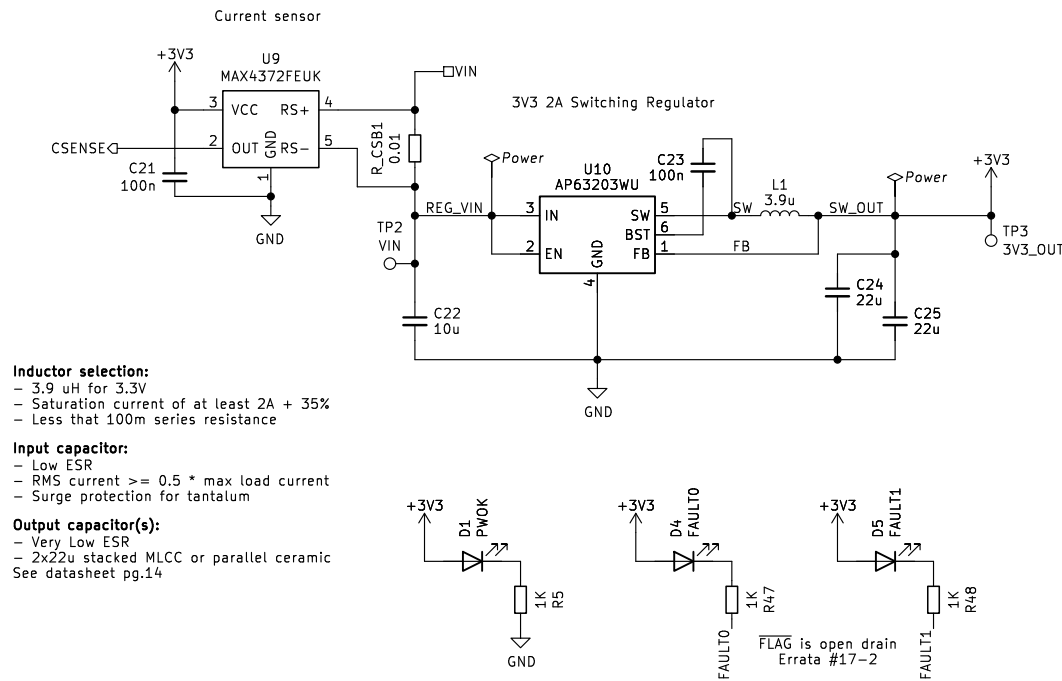 Current sensor
+3V3
U9
MAX4372FEUK
3 VCC RS+ 4
2 OUT RS- 5
GND
1
CSENSE
C21
100n
GND
VIN
R_CSB1
0.01
3V3 2A Switching Regulator
Power
U10
AP63203WU
REG_VIN
3 IN SW 5
BST 6
2 EN FB 1
GND
4
C23
100n
SW
L1
3.9u
SW_OUT
FB
Power
+3V3
TP3
3V3_OUT
TP2
VIN
C22
10u
C24
22u
C25
22u
GND
Inductor selection:
- 3.9 uH for 3.3V
- Saturation current of at least 2A + 35%
- Less that 100m series resistance
Input capacitor:
- Low ESR
- RMS current >= 0.5 * max load current
- Surge protection for tantalum
Output capacitor(s):
- Very Low ESR
- 2x22u stacked MLCC or parallel ceramic
See datasheet pg.14
+3V3
D1
PWOK
1K
R5
GND
+3V3
D4
FAULT0
1K
R47
FAULT0
FLAG is open drain
Errata #17-2
+3V3
D5
FAULT1
1K
R48
FAULT1